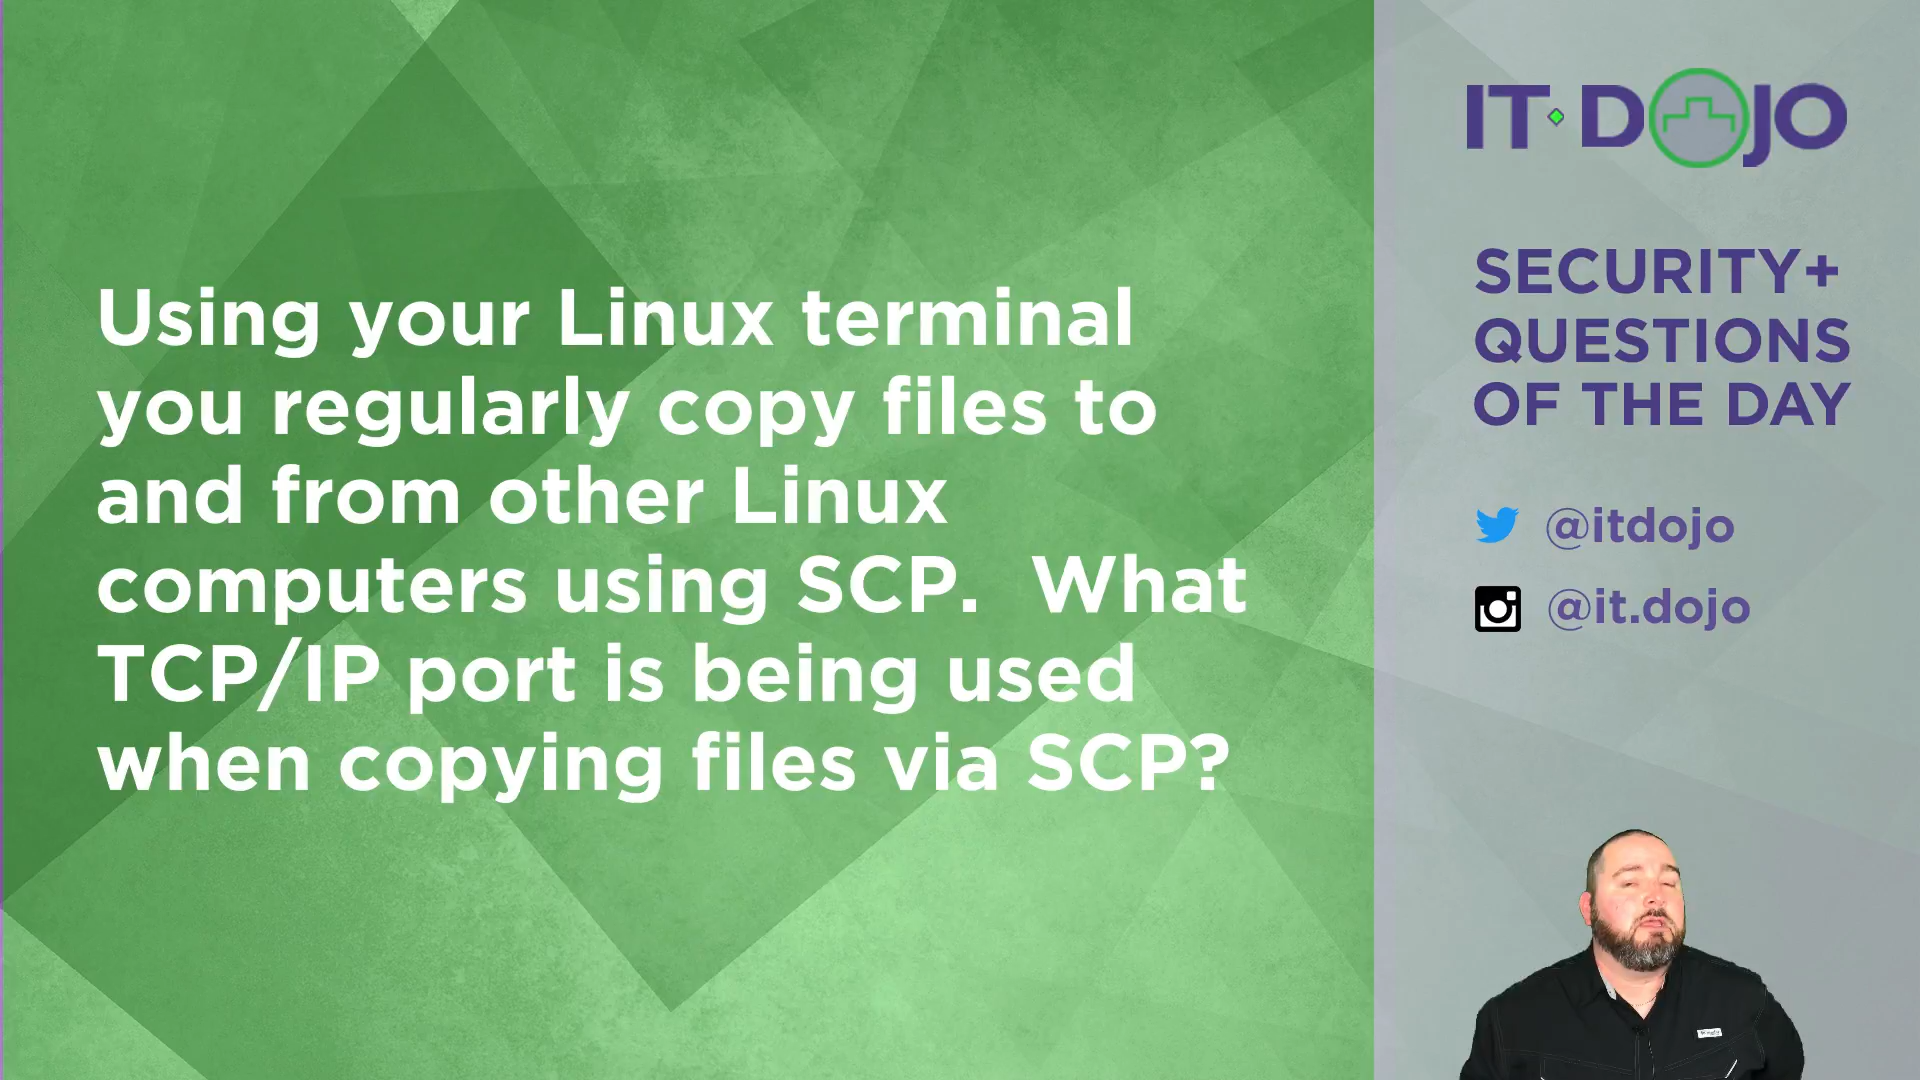 Using your Linux terminal
you regularly copy files to
and from other Linux
computers using SCP.  What
TCP/IP port is being used
when copying files via SCP?
IT DOJO
SECURITY+
QUESTIONS
OF THE DAY
@itdojo
@it.dojo